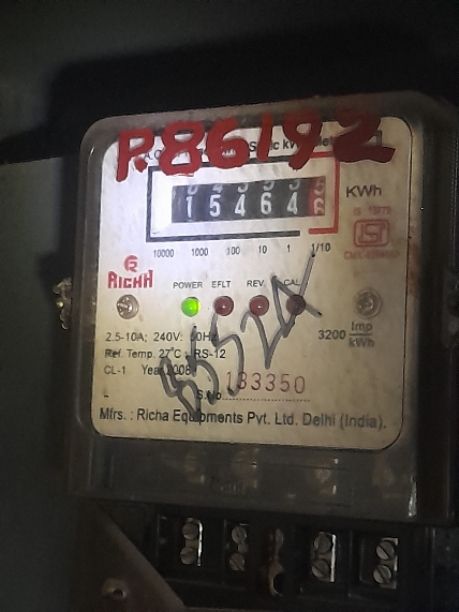 P.86192
15464
KWh
10000 1000 100 10 1 1/10
RICHA
POWER EFLT REV. CAL
2.5-10A; 240V: 50Hz
3200 Imp/kWh
Ref. Temp. 27°C; RS-12
CL-1 Year 2008
S.No. 133350
Mfrs. : Richa Equipments Pvt. Ltd. Delhi (India).